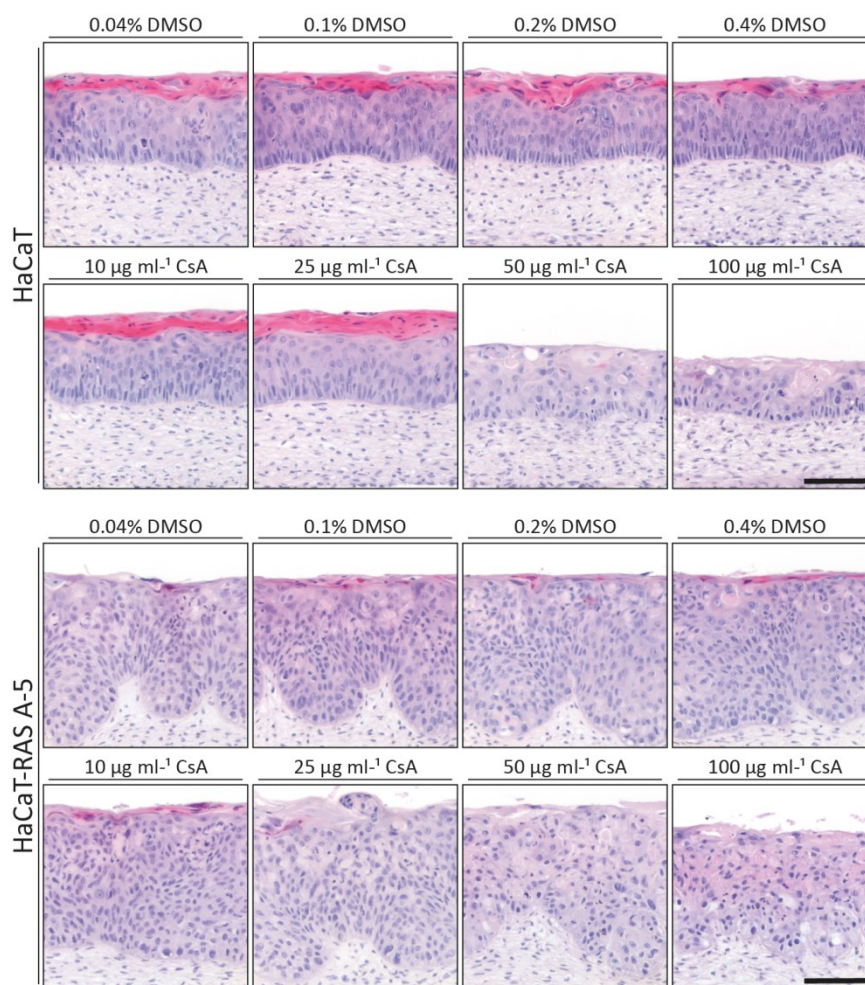 0.04% DMSO 0.1% DMSO 0.2% DMSO 0.4% DMSO
HaCaT
10 µg ml-¹ CsA 25 µg ml-¹ CsA 50 µg ml-¹ CsA 100 µg ml-¹ CsA
0.04% DMSO 0.1% DMSO 0.2% DMSO 0.4% DMSO
HaCaT-RAS A-5
10 µg ml-¹ CsA 25 µg ml-¹ CsA 50 µg ml-¹ CsA 100 µg ml-¹ CsA